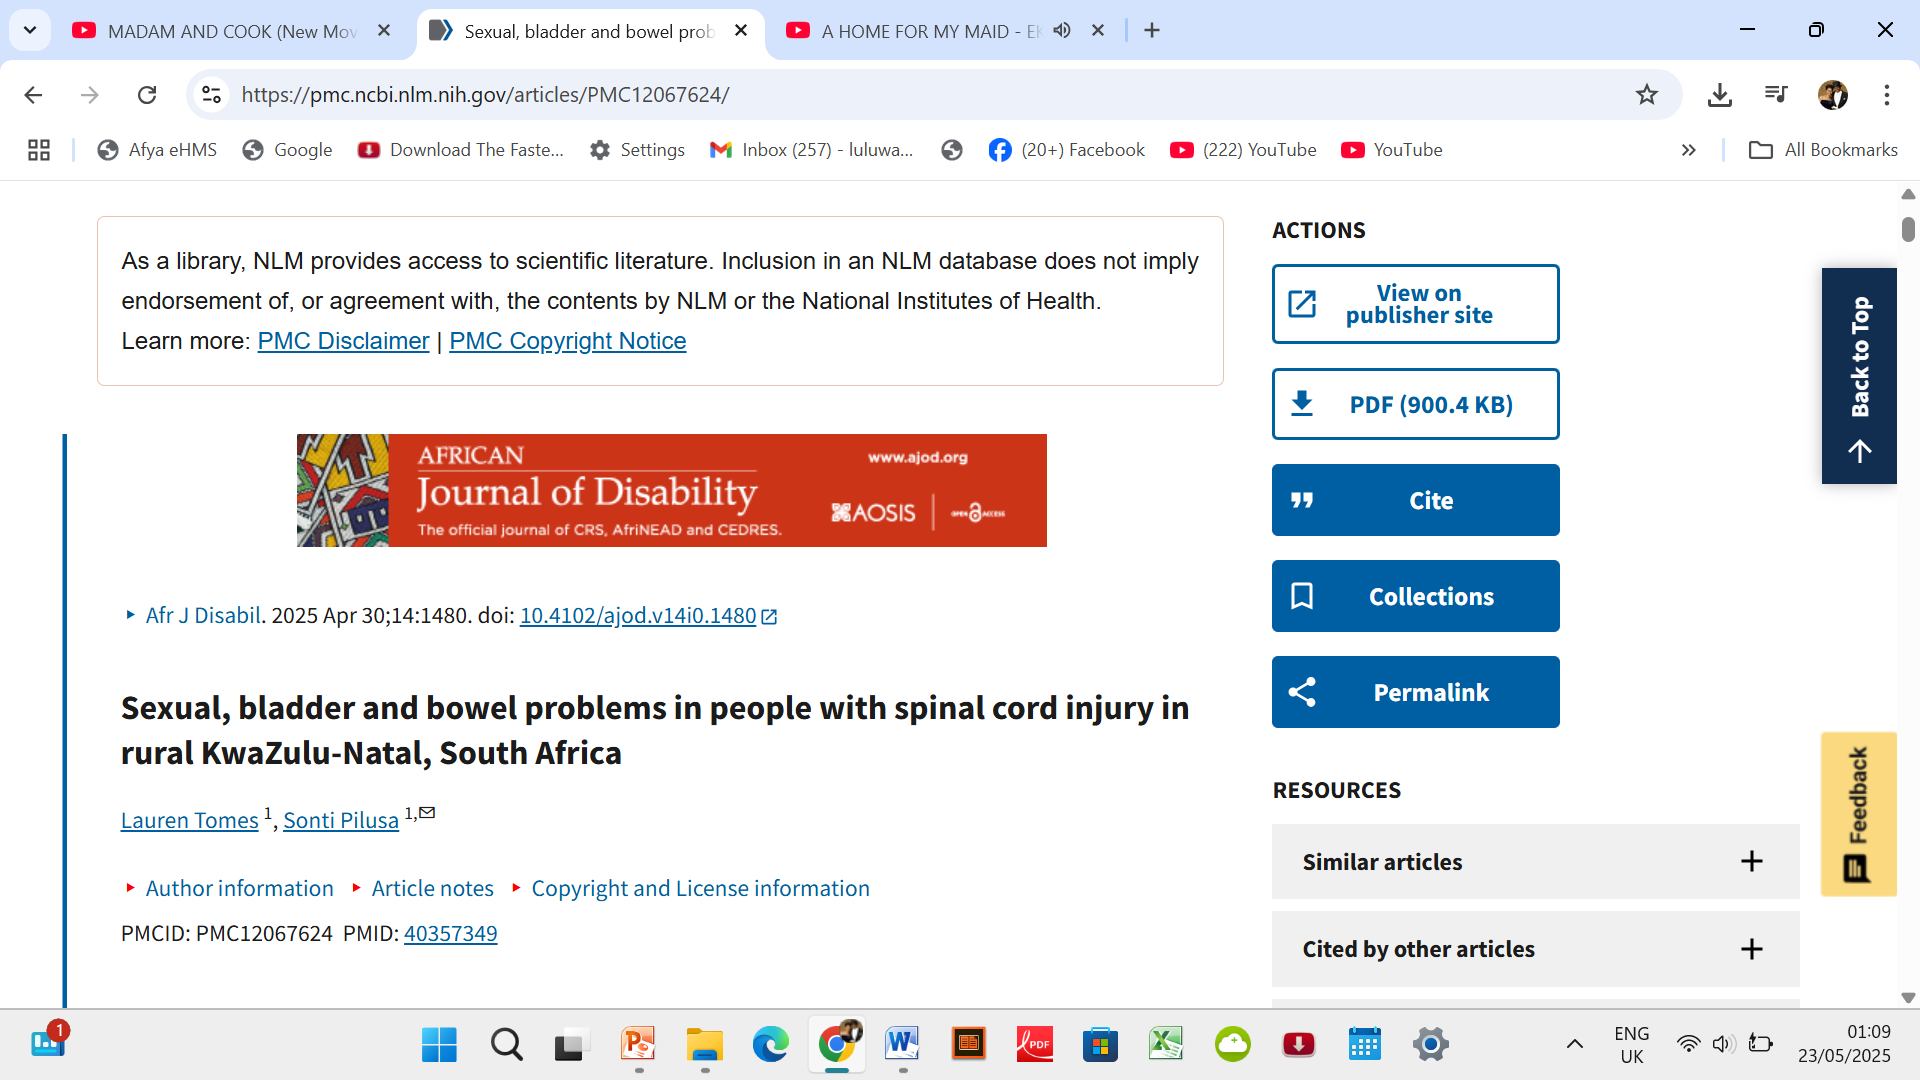 MADAM AND COOK (New Mov
Sexual, bladder and bowel prob
A HOME FOR MY MAID - EK
https://pmc.ncbi.nlm.nih.gov/articles/PMC12067624/
Afya eHMS
Google
Download The Faste...
Settings
Inbox (257) - luluwa...
(20+) Facebook
(222) YouTube
YouTube
All Bookmarks
As a library, NLM provides access to scientific literature. Inclusion in an NLM database does not imply
endorsement of, or agreement with, the contents by NLM or the National Institutes of Health.
Learn more: PMC Disclaimer | PMC Copyright Notice
AFRICAN
Journal of Disability
The official journal of CRS, AfriNEAD and CEDRES.
www.ajod.org
AOSIS
OPEN ACCESS
Afr J Disabil. 2025 Apr 30;14:1480. doi: 10.4102/ajod.v14i0.1480
Sexual, bladder and bowel problems in people with spinal cord injury in
rural KwaZulu-Natal, South Africa
Lauren Tomes 1, Sonti Pilusa 1,
Author information Article notes Copyright and License information
PMCID: PMC12067624 PMID: 40357349
ACTIONS
View on
publisher site
PDF (900.4 KB)
Cite
Collections
Permalink
RESOURCES
Similar articles
Cited by other articles
Back to Top
Feedback
1
PDF
ENG
UK
01:09
23/05/2025